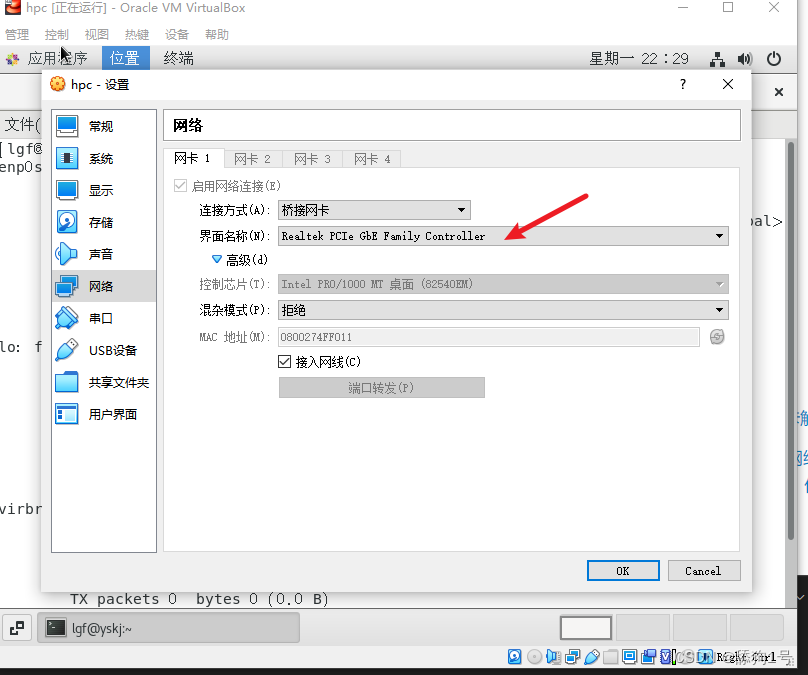 hpc [正在运行] - Oracle VM VirtualBox
管理 控制 视图 热键 设备 帮助
应用程序 位置 终端 星期一 22:29
hpc - 设置 ? ×
文件(
[lgf@
enp0s
常规
系统
显示
存储
声音
网络
串口
USB设备
共享文件夹
用户界面
网络
网卡 1 网卡 2 网卡 3 网卡 4
启用网络连接(E)
连接方式(A): 桥接网卡
界面名称(N): Realtek PCIe GbE Family Controller
高级(d)
控制芯片(T): Intel PRO/1000 MT 桌面 (82540EM)
混杂模式(P): 拒绝
MAC 地址(M): 0800274FF011
接入网线(C)
端口转发(P)
OK Cancel
bal>
lo: f
virbr
TX packets 0 bytes 0 (0.0 B)
lgf@yskj:~
Right Ctrl